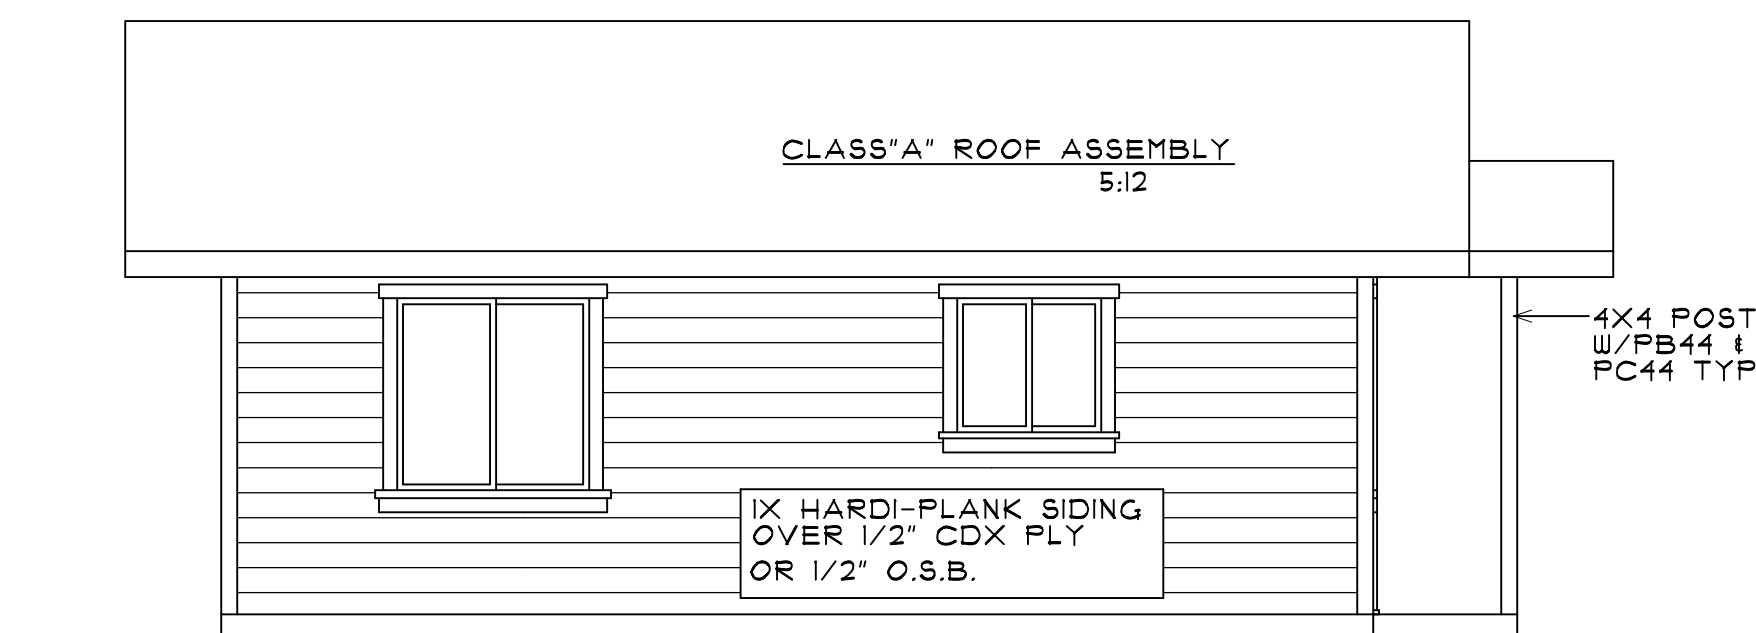 CLASS"A" ROOF ASSEMBLY
5:12
4X4 POST
W/PB44 &
PC44 TYP
1X HARDI-PLANK SIDING
OVER 1/2" CDX PLY
OR 1/2" O.S.B.